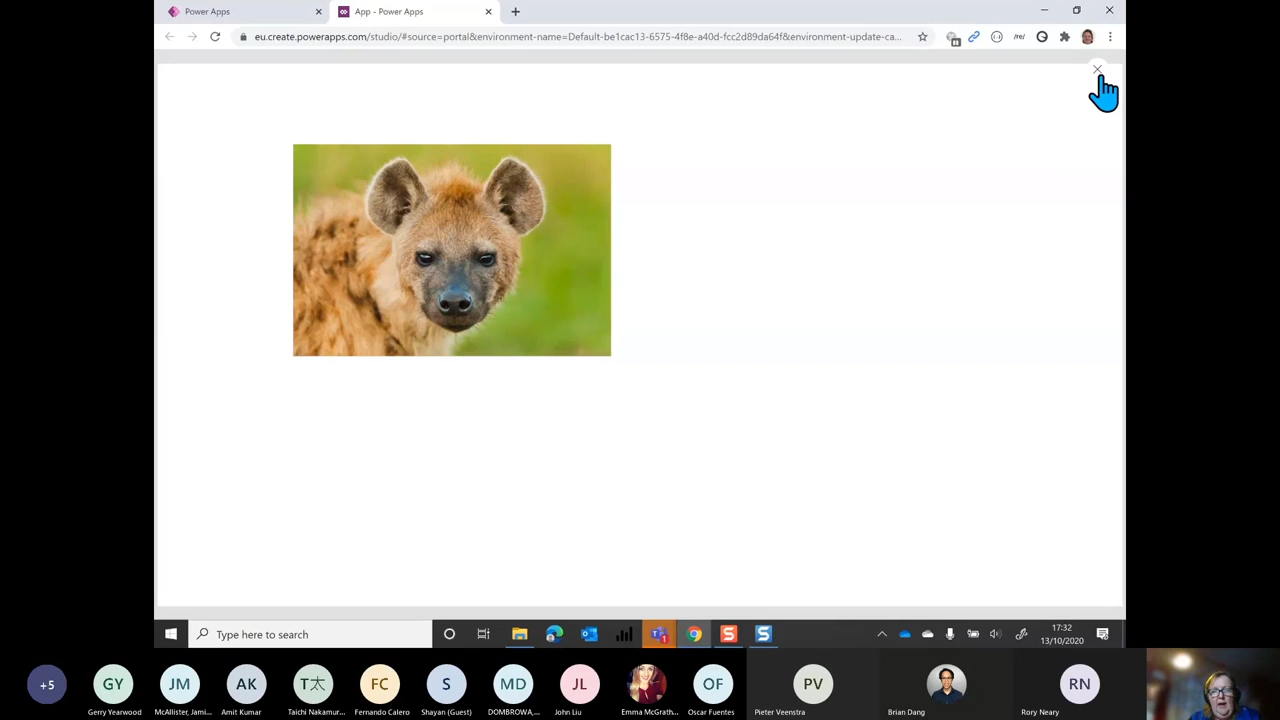 Power Apps
App - Power Apps
eu.create.powerapps.com/studio/#source=portal&environment-name=Default-be1cac13-6575-4f8e-a40d-fcc2d89da64f&environment-update-ca...
/re/
Type here to search
1
17:32
13/10/2020
+5
GY
JM
AK
T太
FC
S
MD
JL
OF
PV
RN
Gerry Yearwood
McAllister, Jami...
Amit Kumar
Taichi Nakamur...
Fernando Calero
Shayan (Guest)
DOMBROWA,...
John Liu
Emma McGrath...
Oscar Fuentes
Pieter Veenstra
Brian Dang
Rory Neary